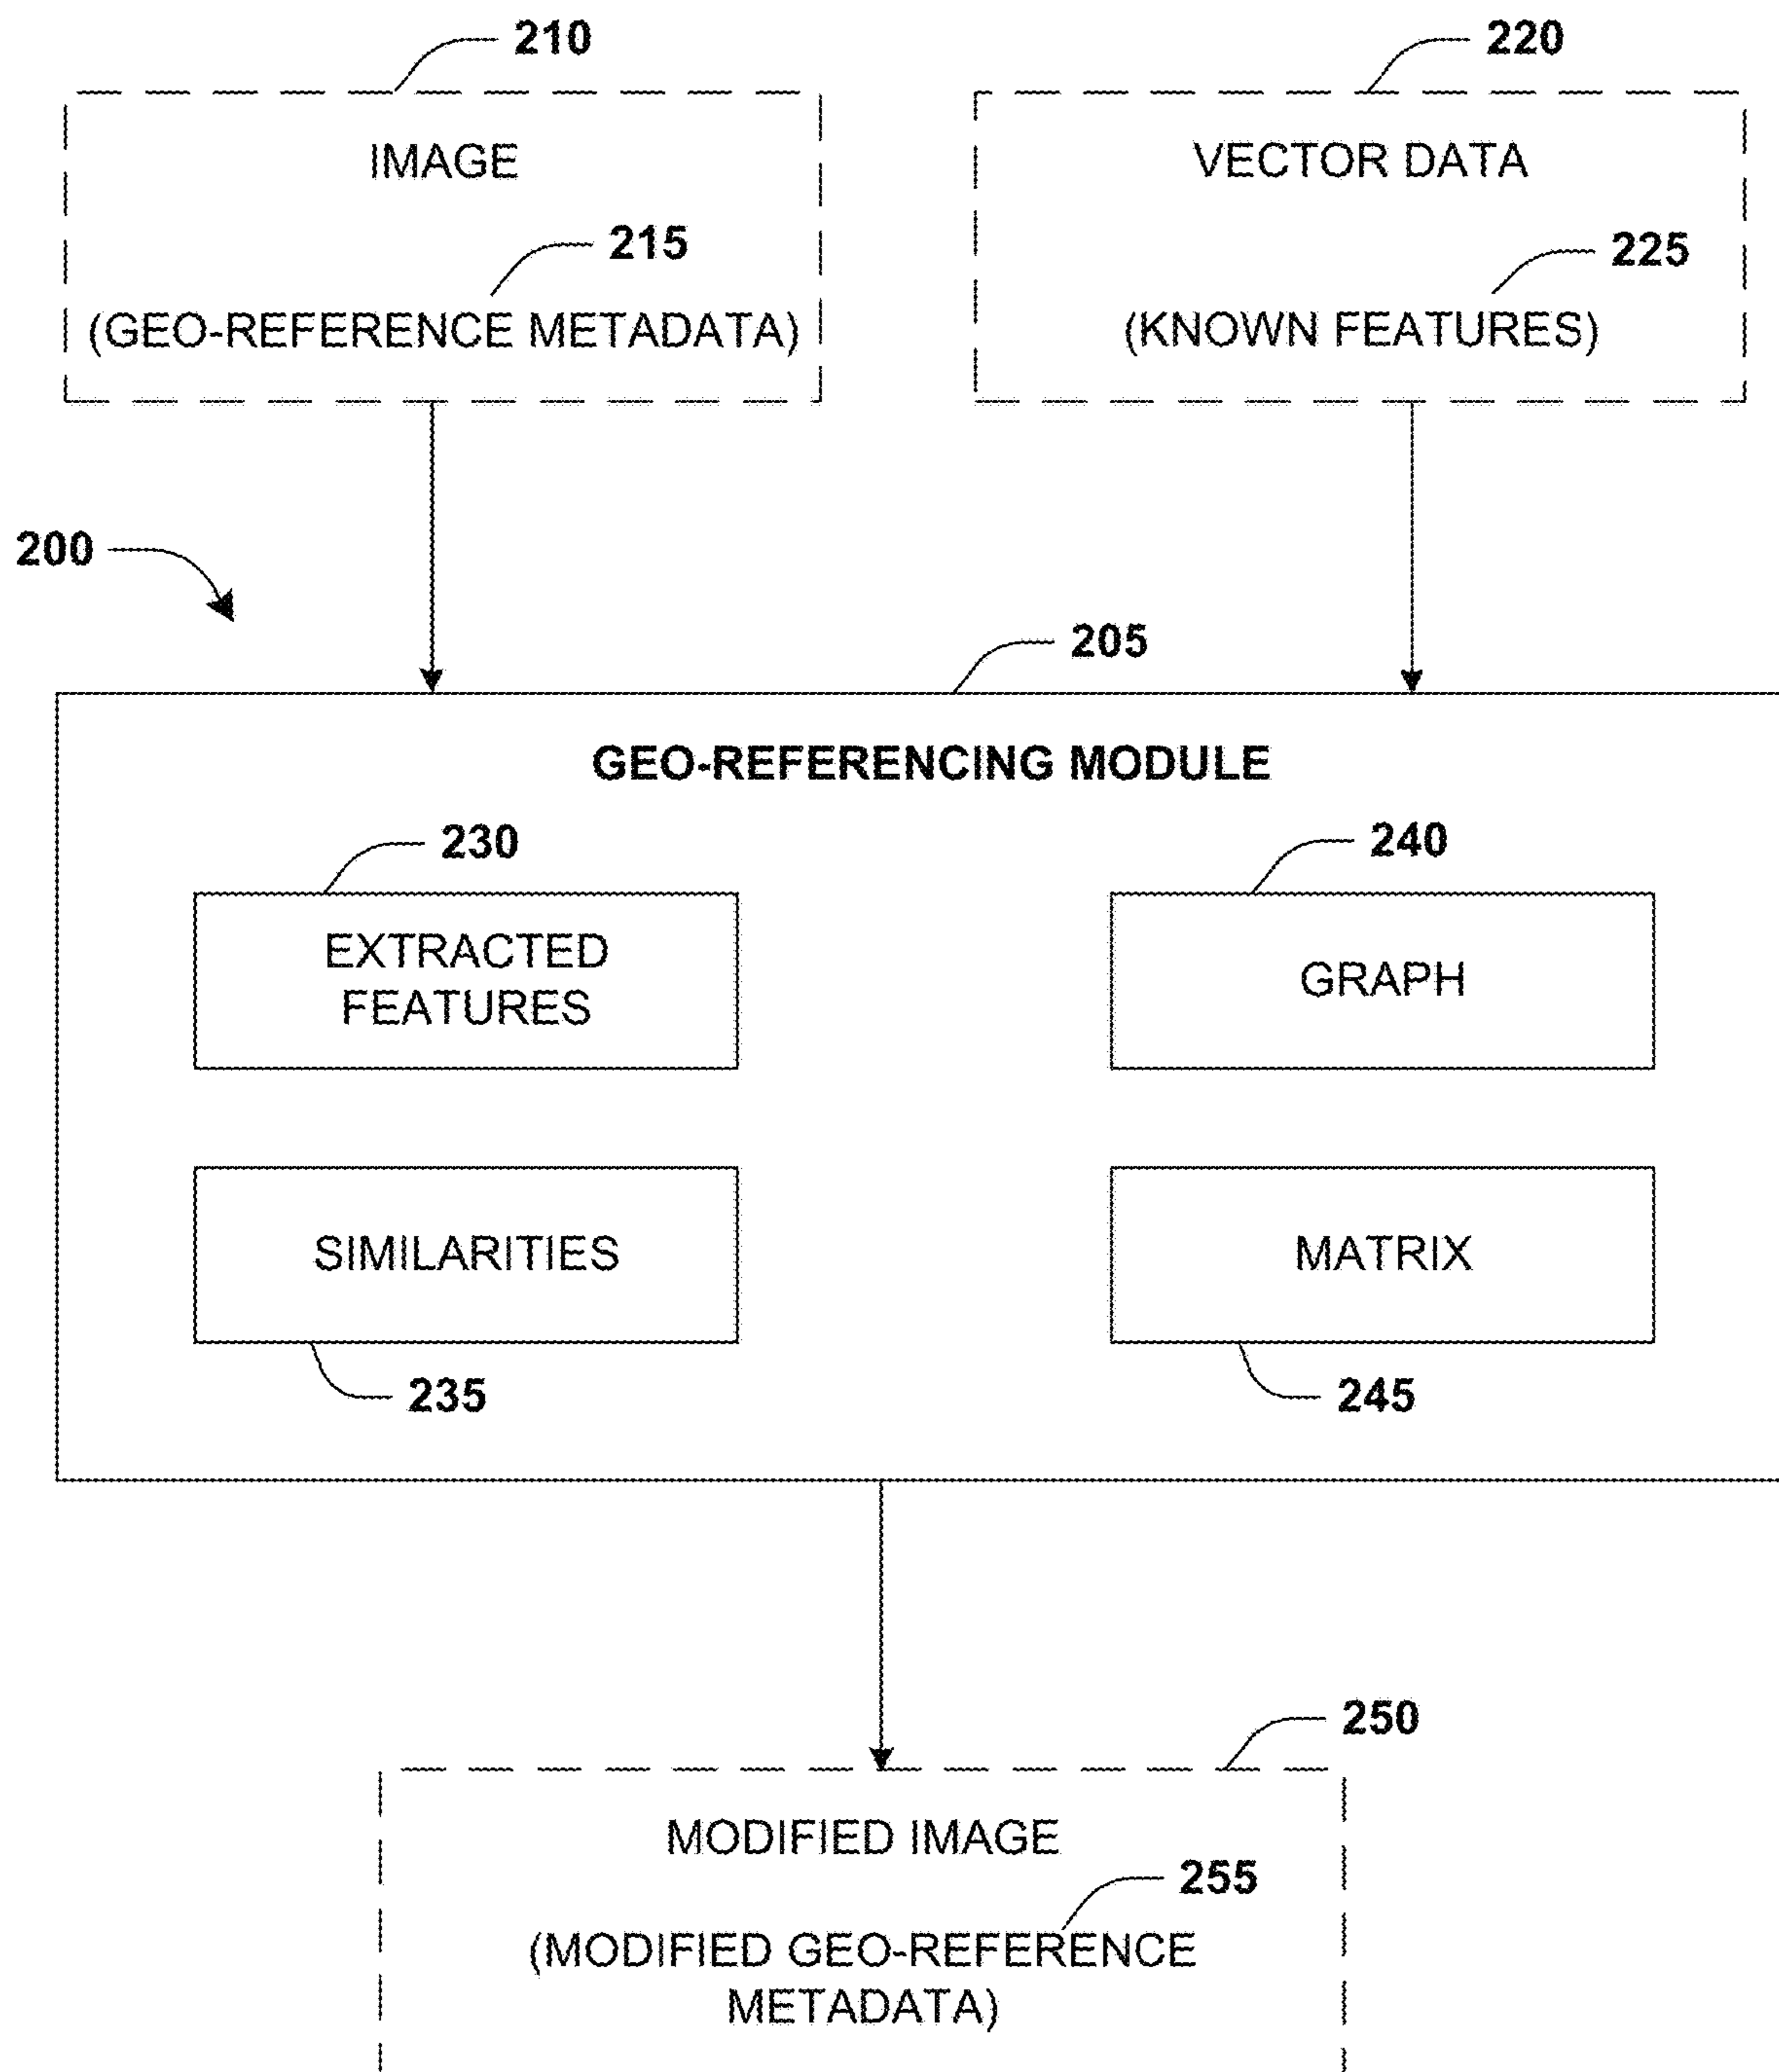 210
220
IMAGE
VECTOR DATA
215
225
(GEO-REFERENCE METADATA)
(KNOWN FEATURES)
200
205
GEO-REFERENCING MODULE
230
240
EXTRACTED
FEATURES
GRAPH
SIMILARITIES
MATRIX
235
245
250
MODIFIED IMAGE
255
(MODIFIED GEO-REFERENCE
METADATA)